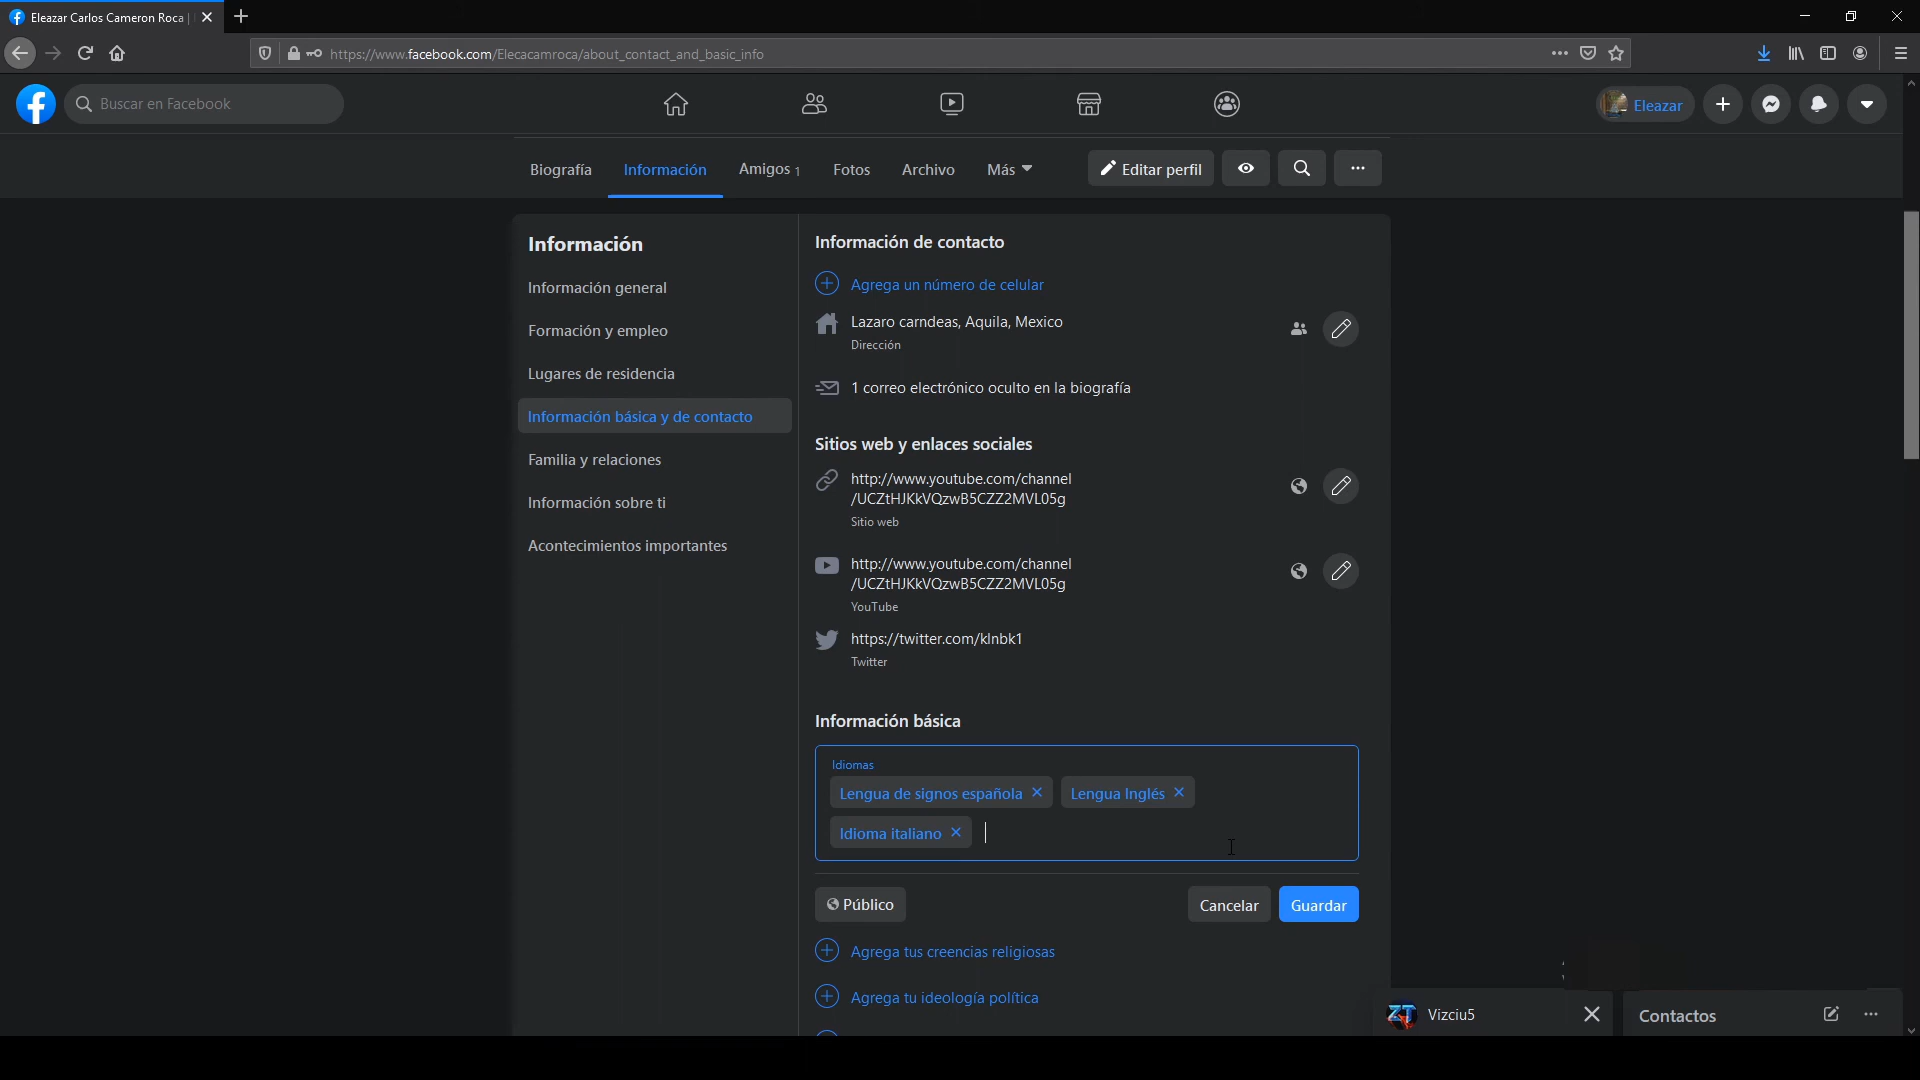 Eleazar Carlos Cameron Roca |
https://www.facebook.com/Elecacamroca/about_contact_and_basic_info
Buscar en Facebook
Eleazar
Biografía
Información
Amigos 1
Fotos
Archivo
Más
Editar perfil
Información
Información general
Formación y empleo
Lugares de residencia
Información básica y de contacto
Familia y relaciones
Información sobre ti
Acontecimientos importantes
Información de contacto
Agrega un número de celular
Lazaro carndeas, Aquila, Mexico
Dirección
1 correo electrónico oculto en la biografía
Sitios web y enlaces sociales
http://www.youtube.com/channel
/UCZtHJKkVQzwB5CZZ2MVL05g
Sitio web
http://www.youtube.com/channel
/UCZtHJKkVQzwB5CZZ2MVL05g
YouTube
https://twitter.com/klnbk1
Twitter
Información básica
Idiomas
Lengua de signos española
Lengua Inglés
Idioma italiano
Público
Cancelar
Guardar
Agrega tus creencias religiosas
Agrega tu ideología política
ZT
Vizciu5
Contactos